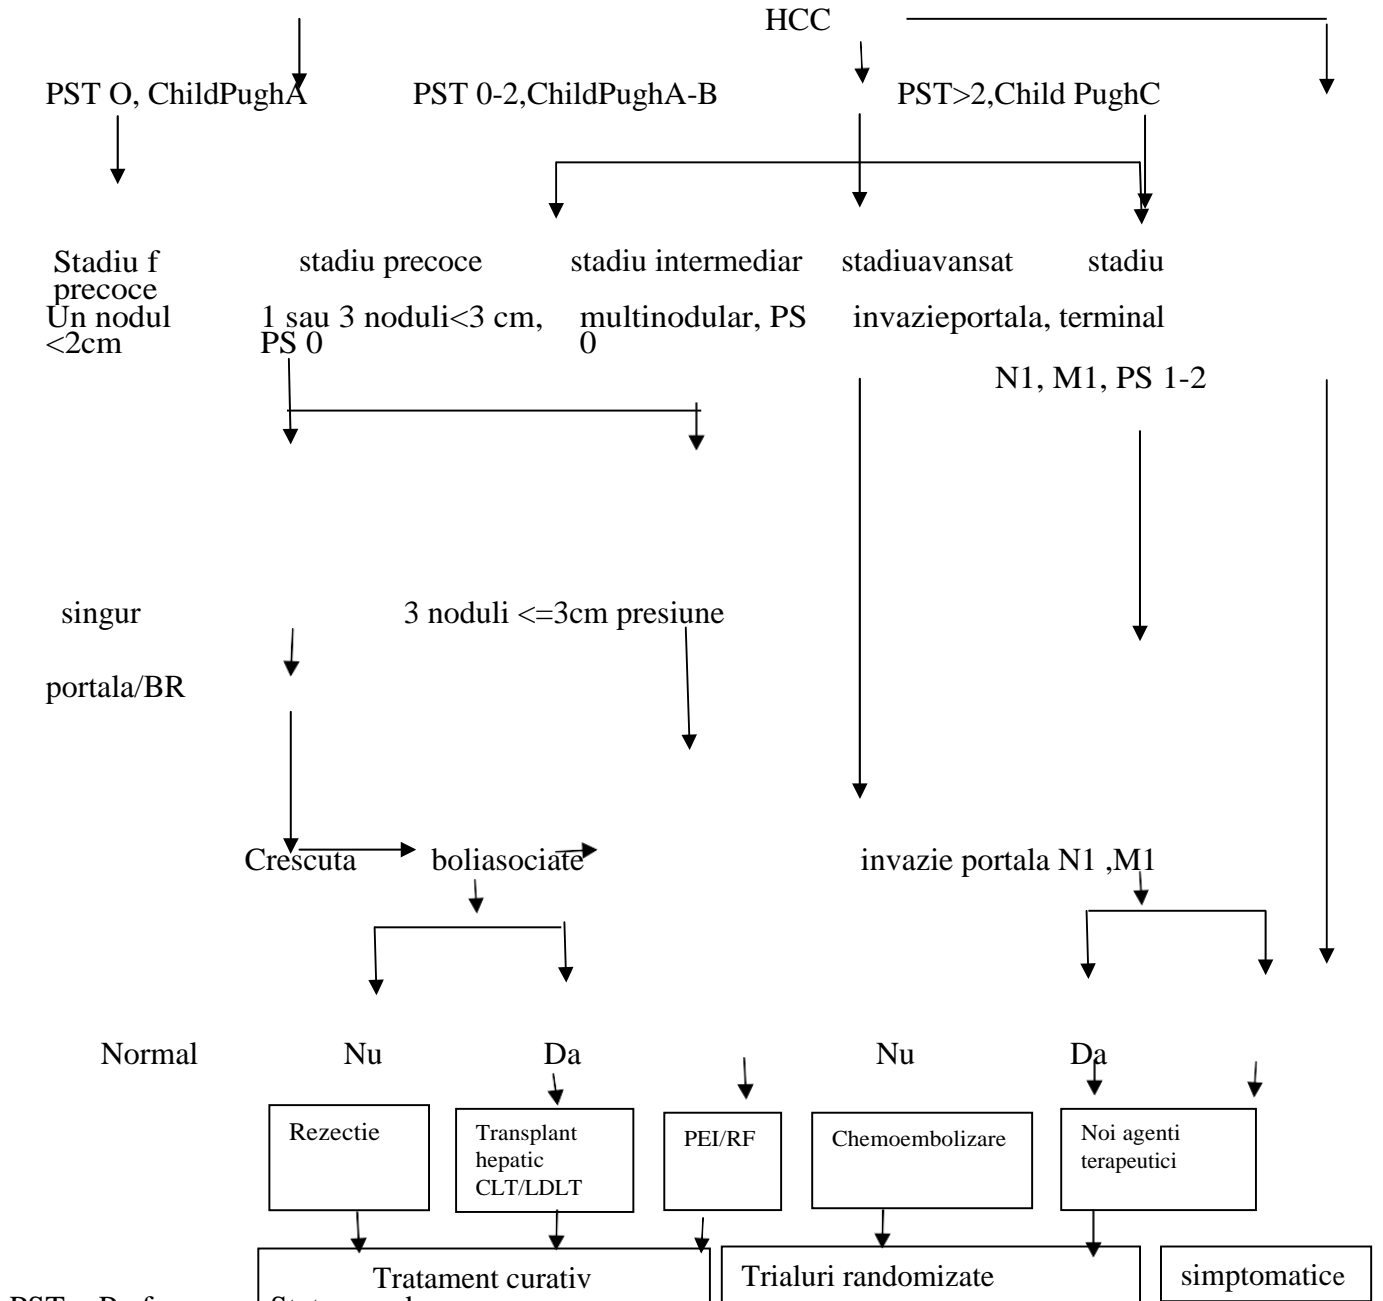 HCC
PST O, ChildPughA PST 0-2,ChildPughA-B PST>2,Child PughC
Stadiu f stadiu precoce stadiu intermediar stadiuavansat stadiu
precoce
Un nodul 1 sau 3 noduli<3 cm, multinodular, PS invazieportala, terminal
<2cm PS 0 0
N1, M1, PS 1-2
singur 3 noduli <=3cm presiune
portala/BR
Crescuta boliasociate invazie portala N1 ,M1
Normal Nu Da Nu Da
Rezectie
Transplant
hepatic
CLT/LDLT
PEI/RF
Chemoembolizare
Noi agenti
terapeutici
Tratament curativ
Trialuri randomizate
simptomatice